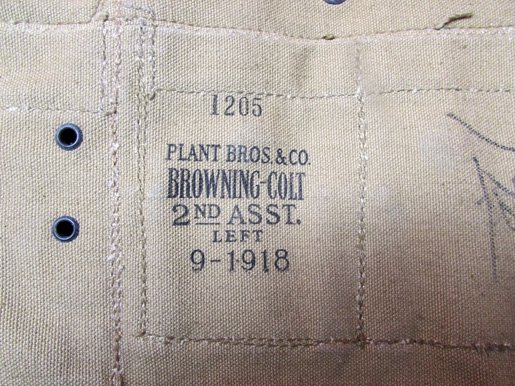 1205
PLANT BROS. & CO.
BROWNING-COLT
2ND ASST.
LEFT
9-1918